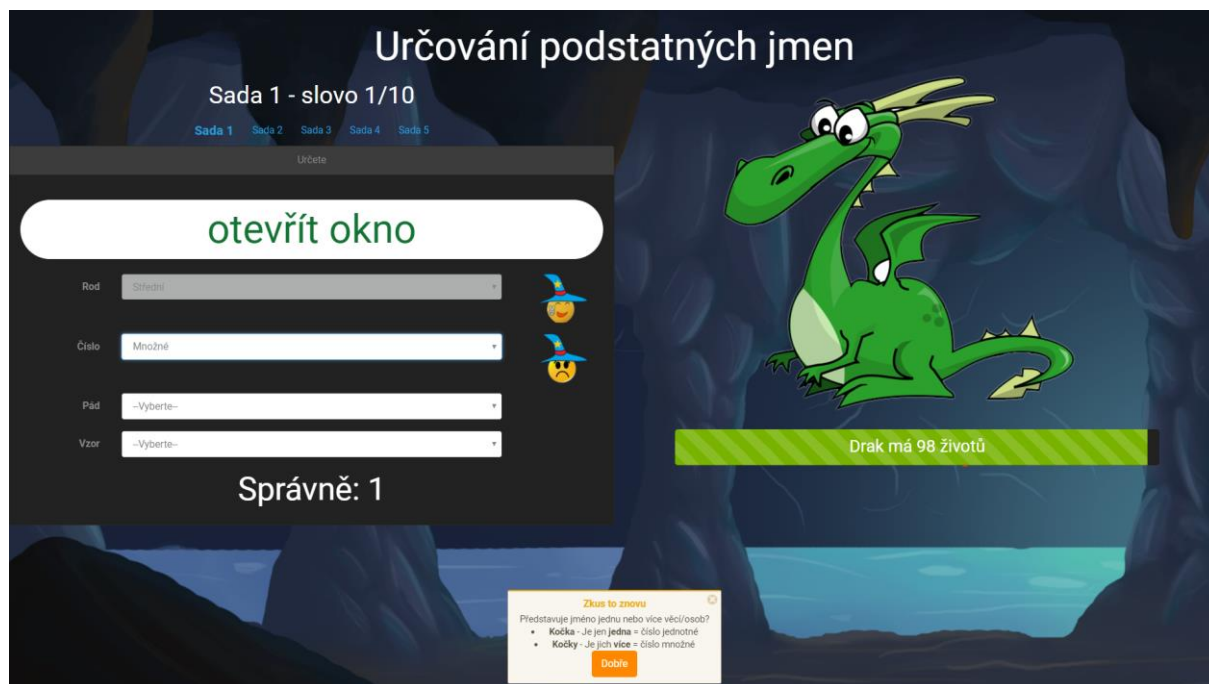 Určování podstatných jmen
Sada 1 - slovo 1/10
Sada 1 Sada 2 Sada 3 Sada 4 Sada 5
Určete
otevřít okno
Rod Střední
Číslo Množné
Pád --Vyberte--
Vzor --Vyberte--
Správně: 1
Drak má 98 životů
Zkus to znovu
Představuje jméno jednu nebo více věcí/osob?
• Kočka - Je jen jedna = číslo jednotné
• Kočky - Je jich více = číslo množné
Dobře